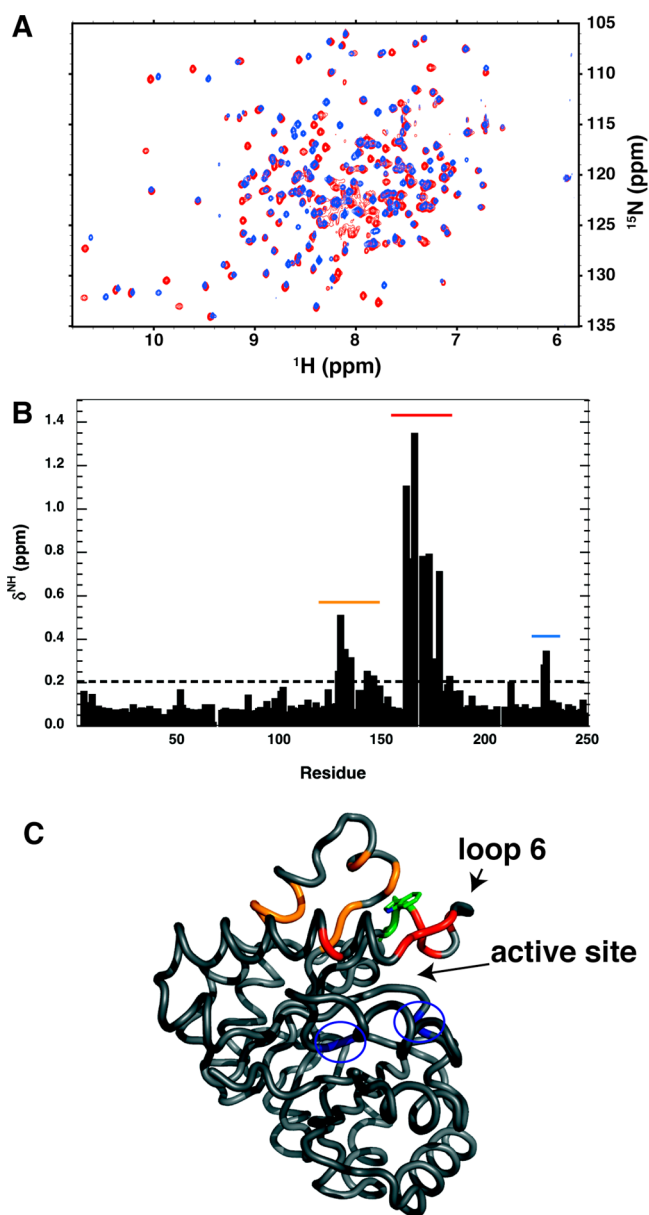 A
105
110
115
120
125
130
135
¹⁵N (ppm)
10
9
8
7
6
¹H (ppm)
B
1.4
1.2
1.0
0.8
0.6
0.4
0.2
0.0
δᴺᴴ (ppm)
50
100
150
200
250
Residue
C
loop 6
active site